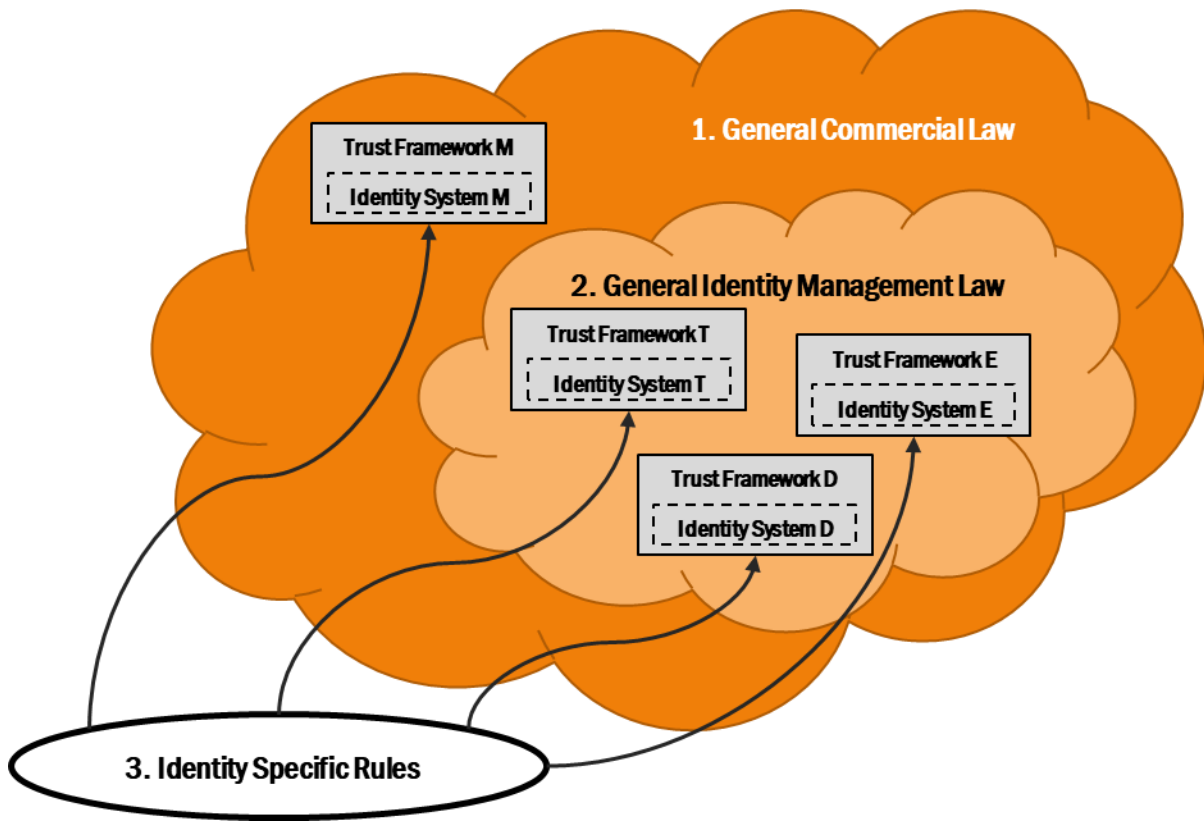 1. General Commercial Law
Trust Framework M
Identity System M
2. General Identity Management Law
Trust Framework T
Identity System T
Trust Framework E
Identity System E
Trust Framework D
Identity System D
3. Identity Specific Rules